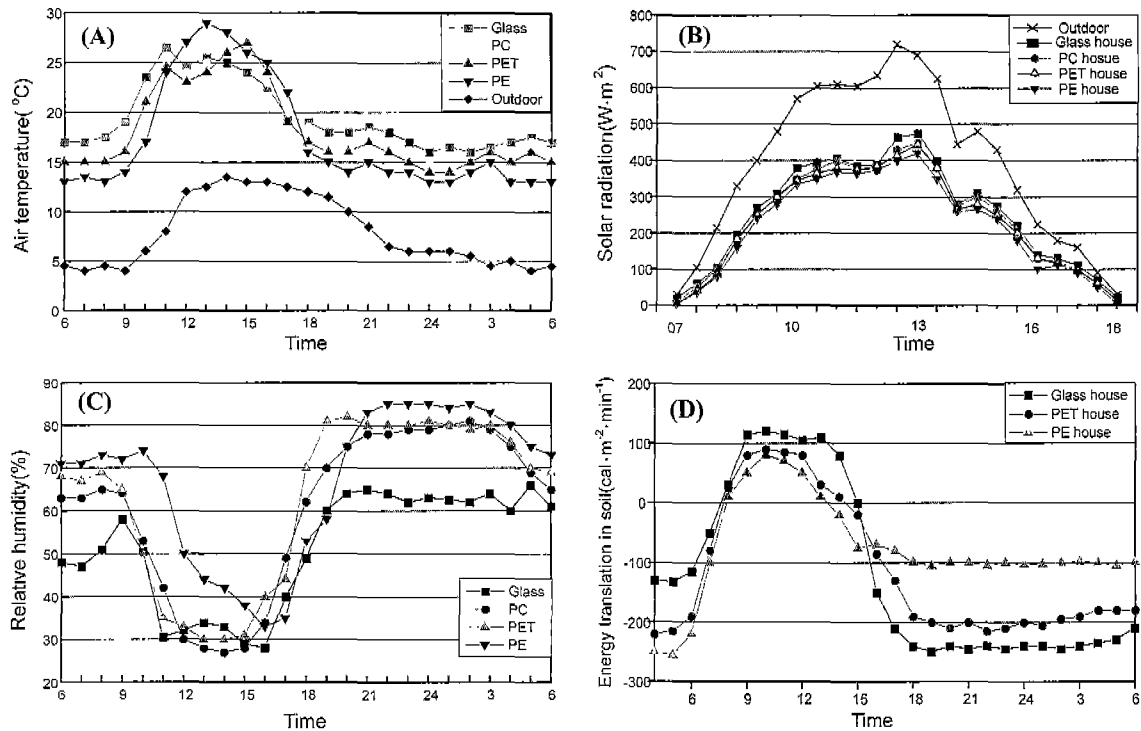 (A)
Air temperature( °C)
35
30
25
20
15
10
5
0
6 9 12 15 18 21 24 3 6
Time
Glass
PC
PET
PE
Outdoor
(B)
Solar radiation(W·m⁻²)
800
700
600
500
400
300
200
100
0
07 10 13 16 18
Time
Outdoor
Glass house
PC hosue
PET house
PE house
(C)
Relative humidity(%)
90
80
70
60
50
40
30
20
6 9 12 15 18 21 24 3 6
Time
Glass
PC
PET
PE
(D)
Energy translation in soil(cal·m⁻²·min⁻¹)
200
100
0
-100
-200
-300
6 9 12 15 18 21 24 3 6
Time
Glass house
PET house
PE house